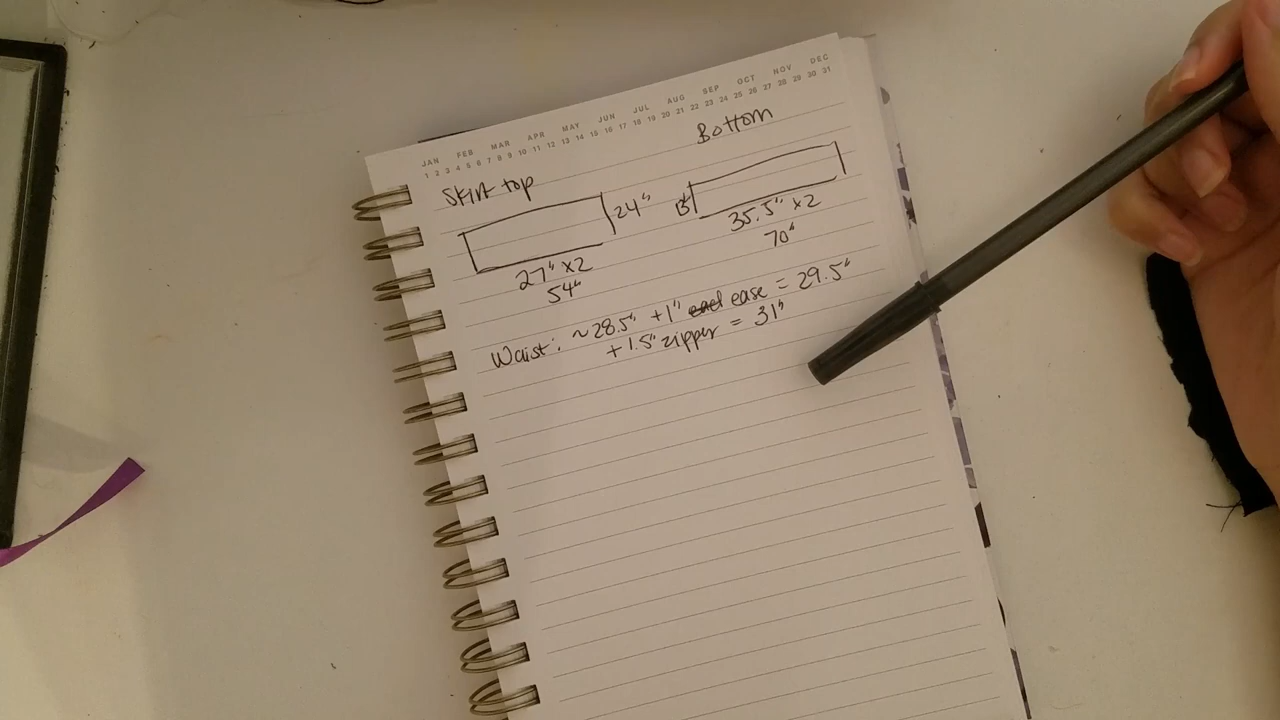 JAN FEB MAR APR MAY JUN JUL AUG SEP OCT NOV DEC
1 2 3 4 5 6 7 8 9 10 11 12 13 14 15 16 17 18 19 20 21 22 23 24 25 26 27 28 29 30 31
Skirt top
Bottom
24"
27" x2
54"
35.5" x2
70"
Waist: ~28.5" +1" ease = 29.5"
+ 1.5" zipper = 31"